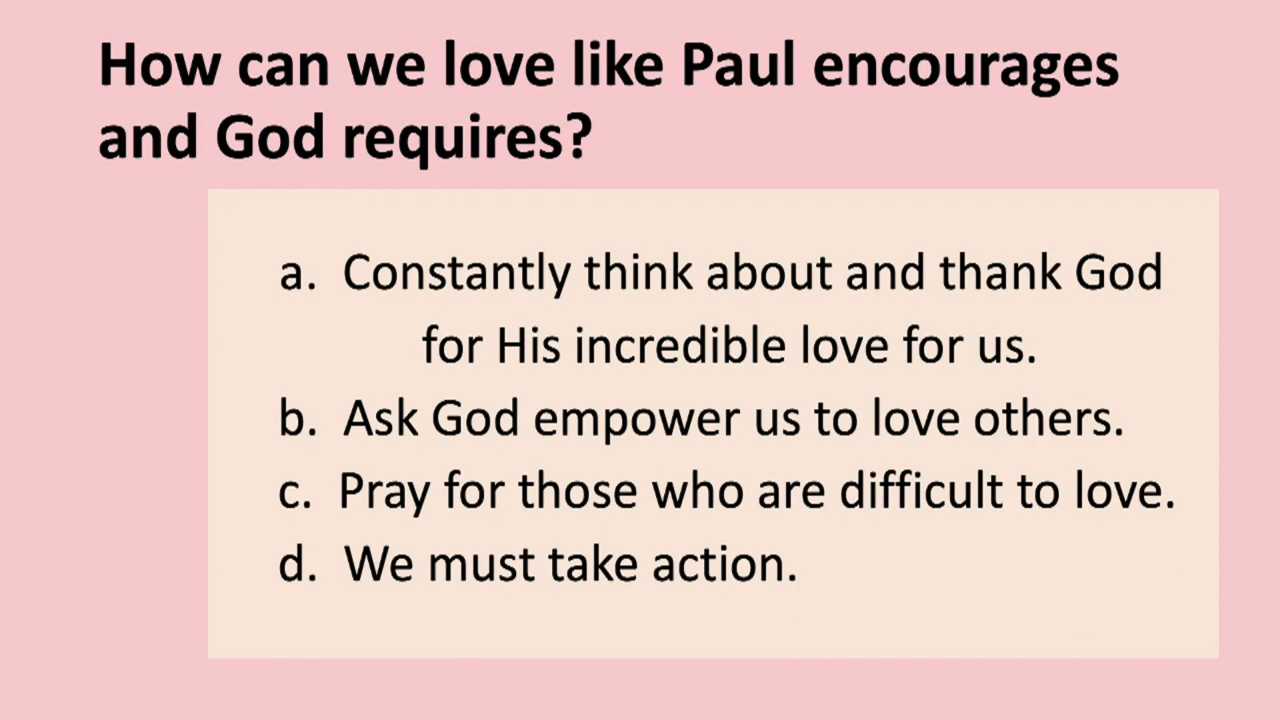 How can we love like Paul encourages
and God requires?
a. Constantly think about and thank God
for His incredible love for us.
b. Ask God empower us to love others.
c. Pray for those who are difficult to love.
d. We must take action.